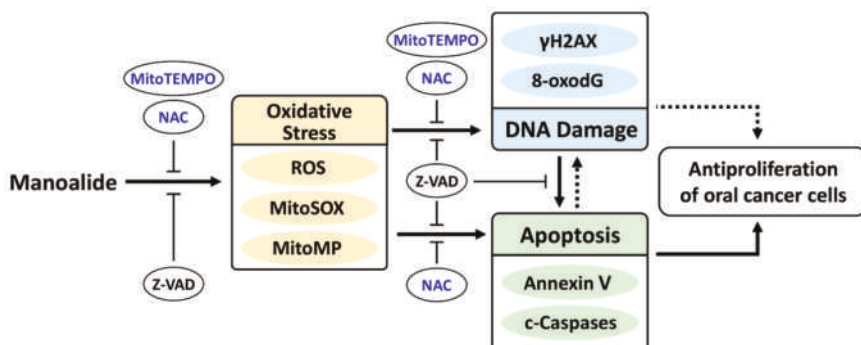 MitoTEMPO
NAC
Manoalide
Z-VAD
Oxidative
Stress
ROS
MitoSOX
MitoMP
MitoTEMPO
NAC
Z-VAD
NAC
γH2AX
8-oxodG
DNA Damage
Apoptosis
Annexin V
c-Caspases
Antiproliferation
of oral cancer cells